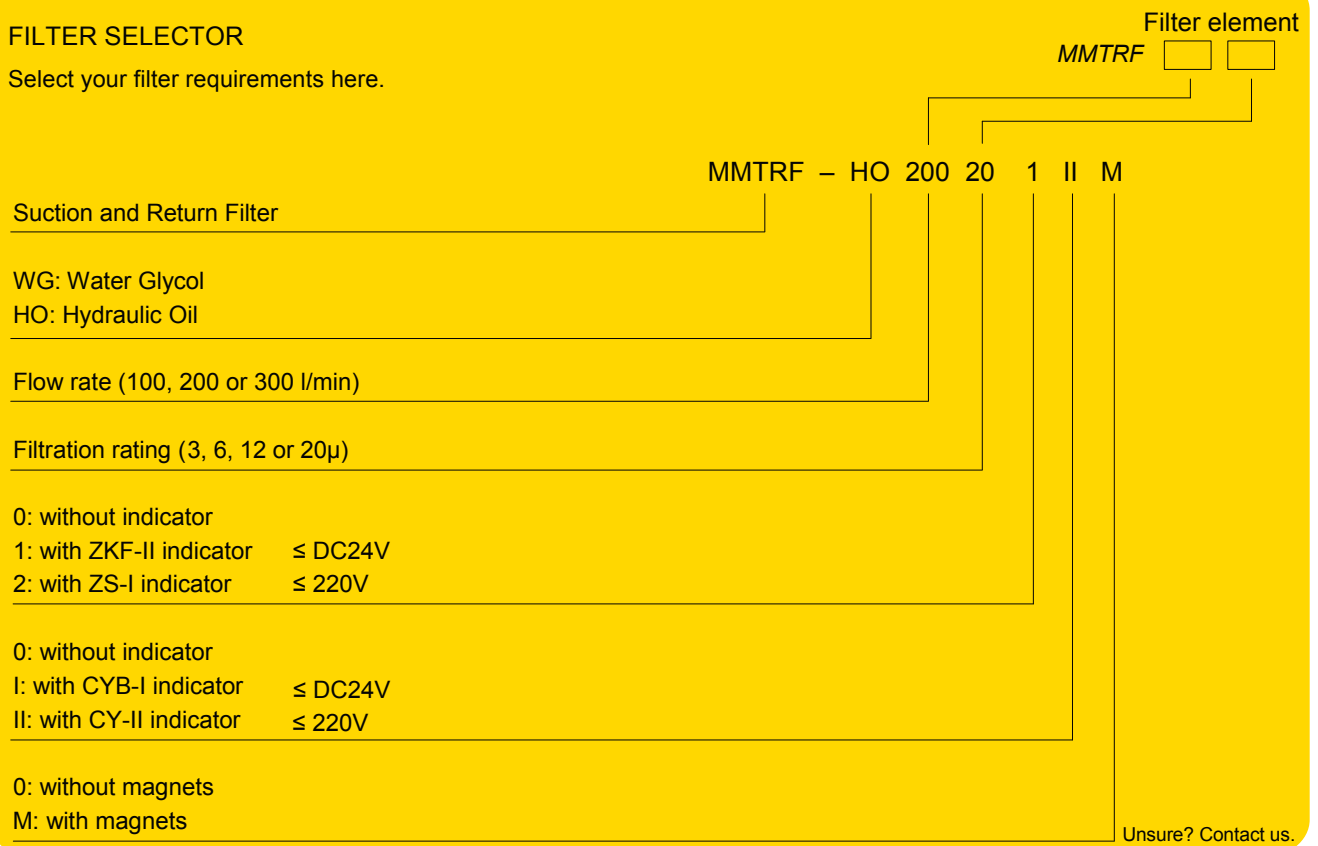 FILTER SELECTOR
Filter element
MMTRF
Select your filter requirements here.
MMTRF – HO 200 20 1 II M
Suction and Return Filter
WG: Water Glycol
HO: Hydraulic Oil
Flow rate (100, 200 or 300 l/min)
Filtration rating (3, 6, 12 or 20µ)
0: without indicator
1: with ZKF-II indicator ≤ DC24V
2: with ZS-I indicator ≤ 220V
0: without indicator
I: with CYB-I indicator ≤ DC24V
II: with CY-II indicator ≤ 220V
0: without magnets
M: with magnets
Unsure? Contact us.